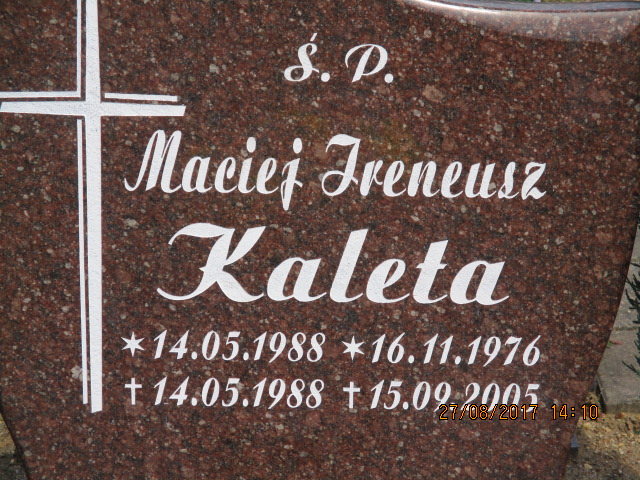 Ś. P.
Maciej Ireneusz
Kaleta
*14.05.1988 *16.11.1976
†14.05.1988 †15.09.2005
27/08/2017 14:10